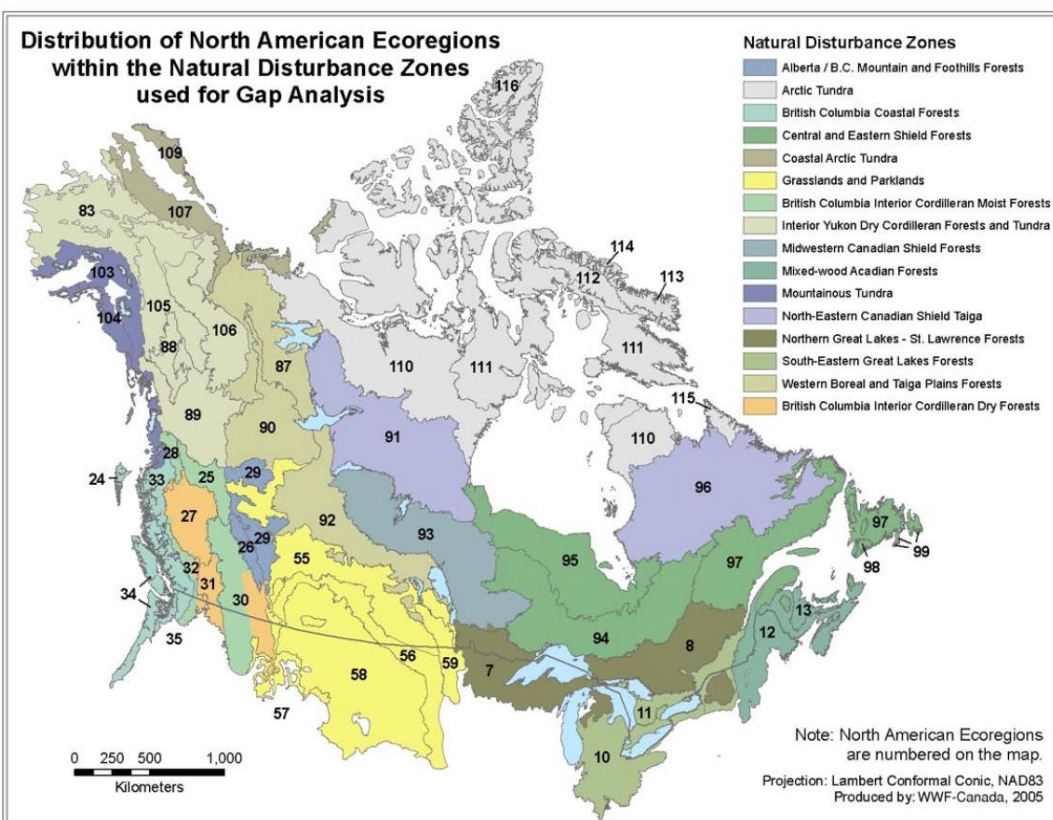 Distribution of North American Ecoregions
within the Natural Disturbance Zones
used for Gap Analysis
Natural Disturbance Zones
Alberta / B.C. Mountain and Foothills Forests
Arctic Tundra
British Columbia Coastal Forests
Central and Eastern Shield Forests
Coastal Arctic Tundra
Grasslands and Parklands
British Columbia Interior Cordilleran Moist Forests
Interior Yukon Dry Cordilleran Forests and Tundra
Midwestern Canadian Shield Forests
Mixed-wood Acadian Forests
Mountainous Tundra
North-Eastern Canadian Shield Taiga
Northern Great Lakes - St. Lawrence Forests
South-Eastern Great Lakes Forests
Western Boreal and Taiga Plains Forests
British Columbia Interior Cordilleran Dry Forests
116
109
107
83
114
113
112
103
105
104
106
88
87
110
111
111
115
89
90
91
110
96
28
29
24
33
25
27
92
93
97
99
98
26
29
55
95
97
32
31
30
34
35
94
8
13
12
56
59
58
7
57
11
10
0 250 500 1,000
Kilometers
Note: North American Ecoregions
are numbered on the map.
Projection: Lambert Conformal Conic, NAD83
Produced by: WWF-Canada, 2005